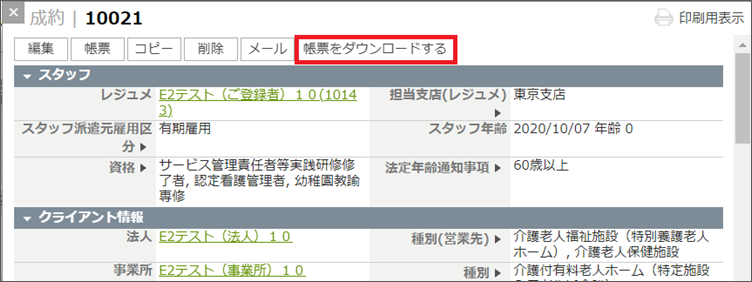 × 成約 | 10021 印刷用表示
編集 帳票 コピー 削除 メール 帳票をダウンロードする
スタッフ
レジュメ E2テスト（ご登録者）１０(1014 担当支店(レジュメ) 東京支店
3)
スタッフ派遣元雇用区 有期雇用 スタッフ年齢 2020/10/07 年齢 0
分
資格 サービス管理責任者等実践研修修 法定年齢通知事項 60歳以上
了者, 認定看護管理者, 幼稚園教諭
専修
クライアント情報
法人 E2テスト（法人）１０ 種別(営業先) 介護老人福祉施設（特別養護老人
ホーム）, 介護老人保健施設
事業所 E2テスト（事業所）１０ 種別 介護付有料老人ホーム（特定施設